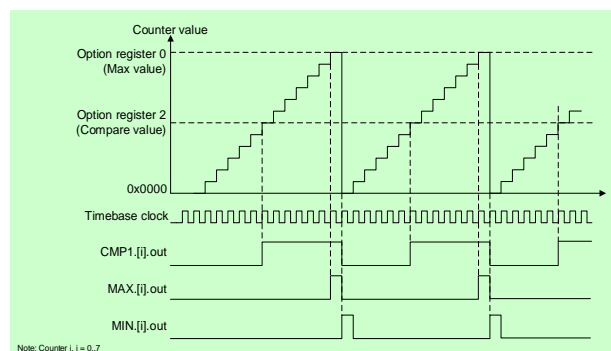 Counter value
Option register 0
(Max value)
Option register 2
(Compare value)
0x0000
Timebase clock
CMP1.[i].out
MAX.[i].out
MIN.[i].out
Note: Counter i, i = 0..7